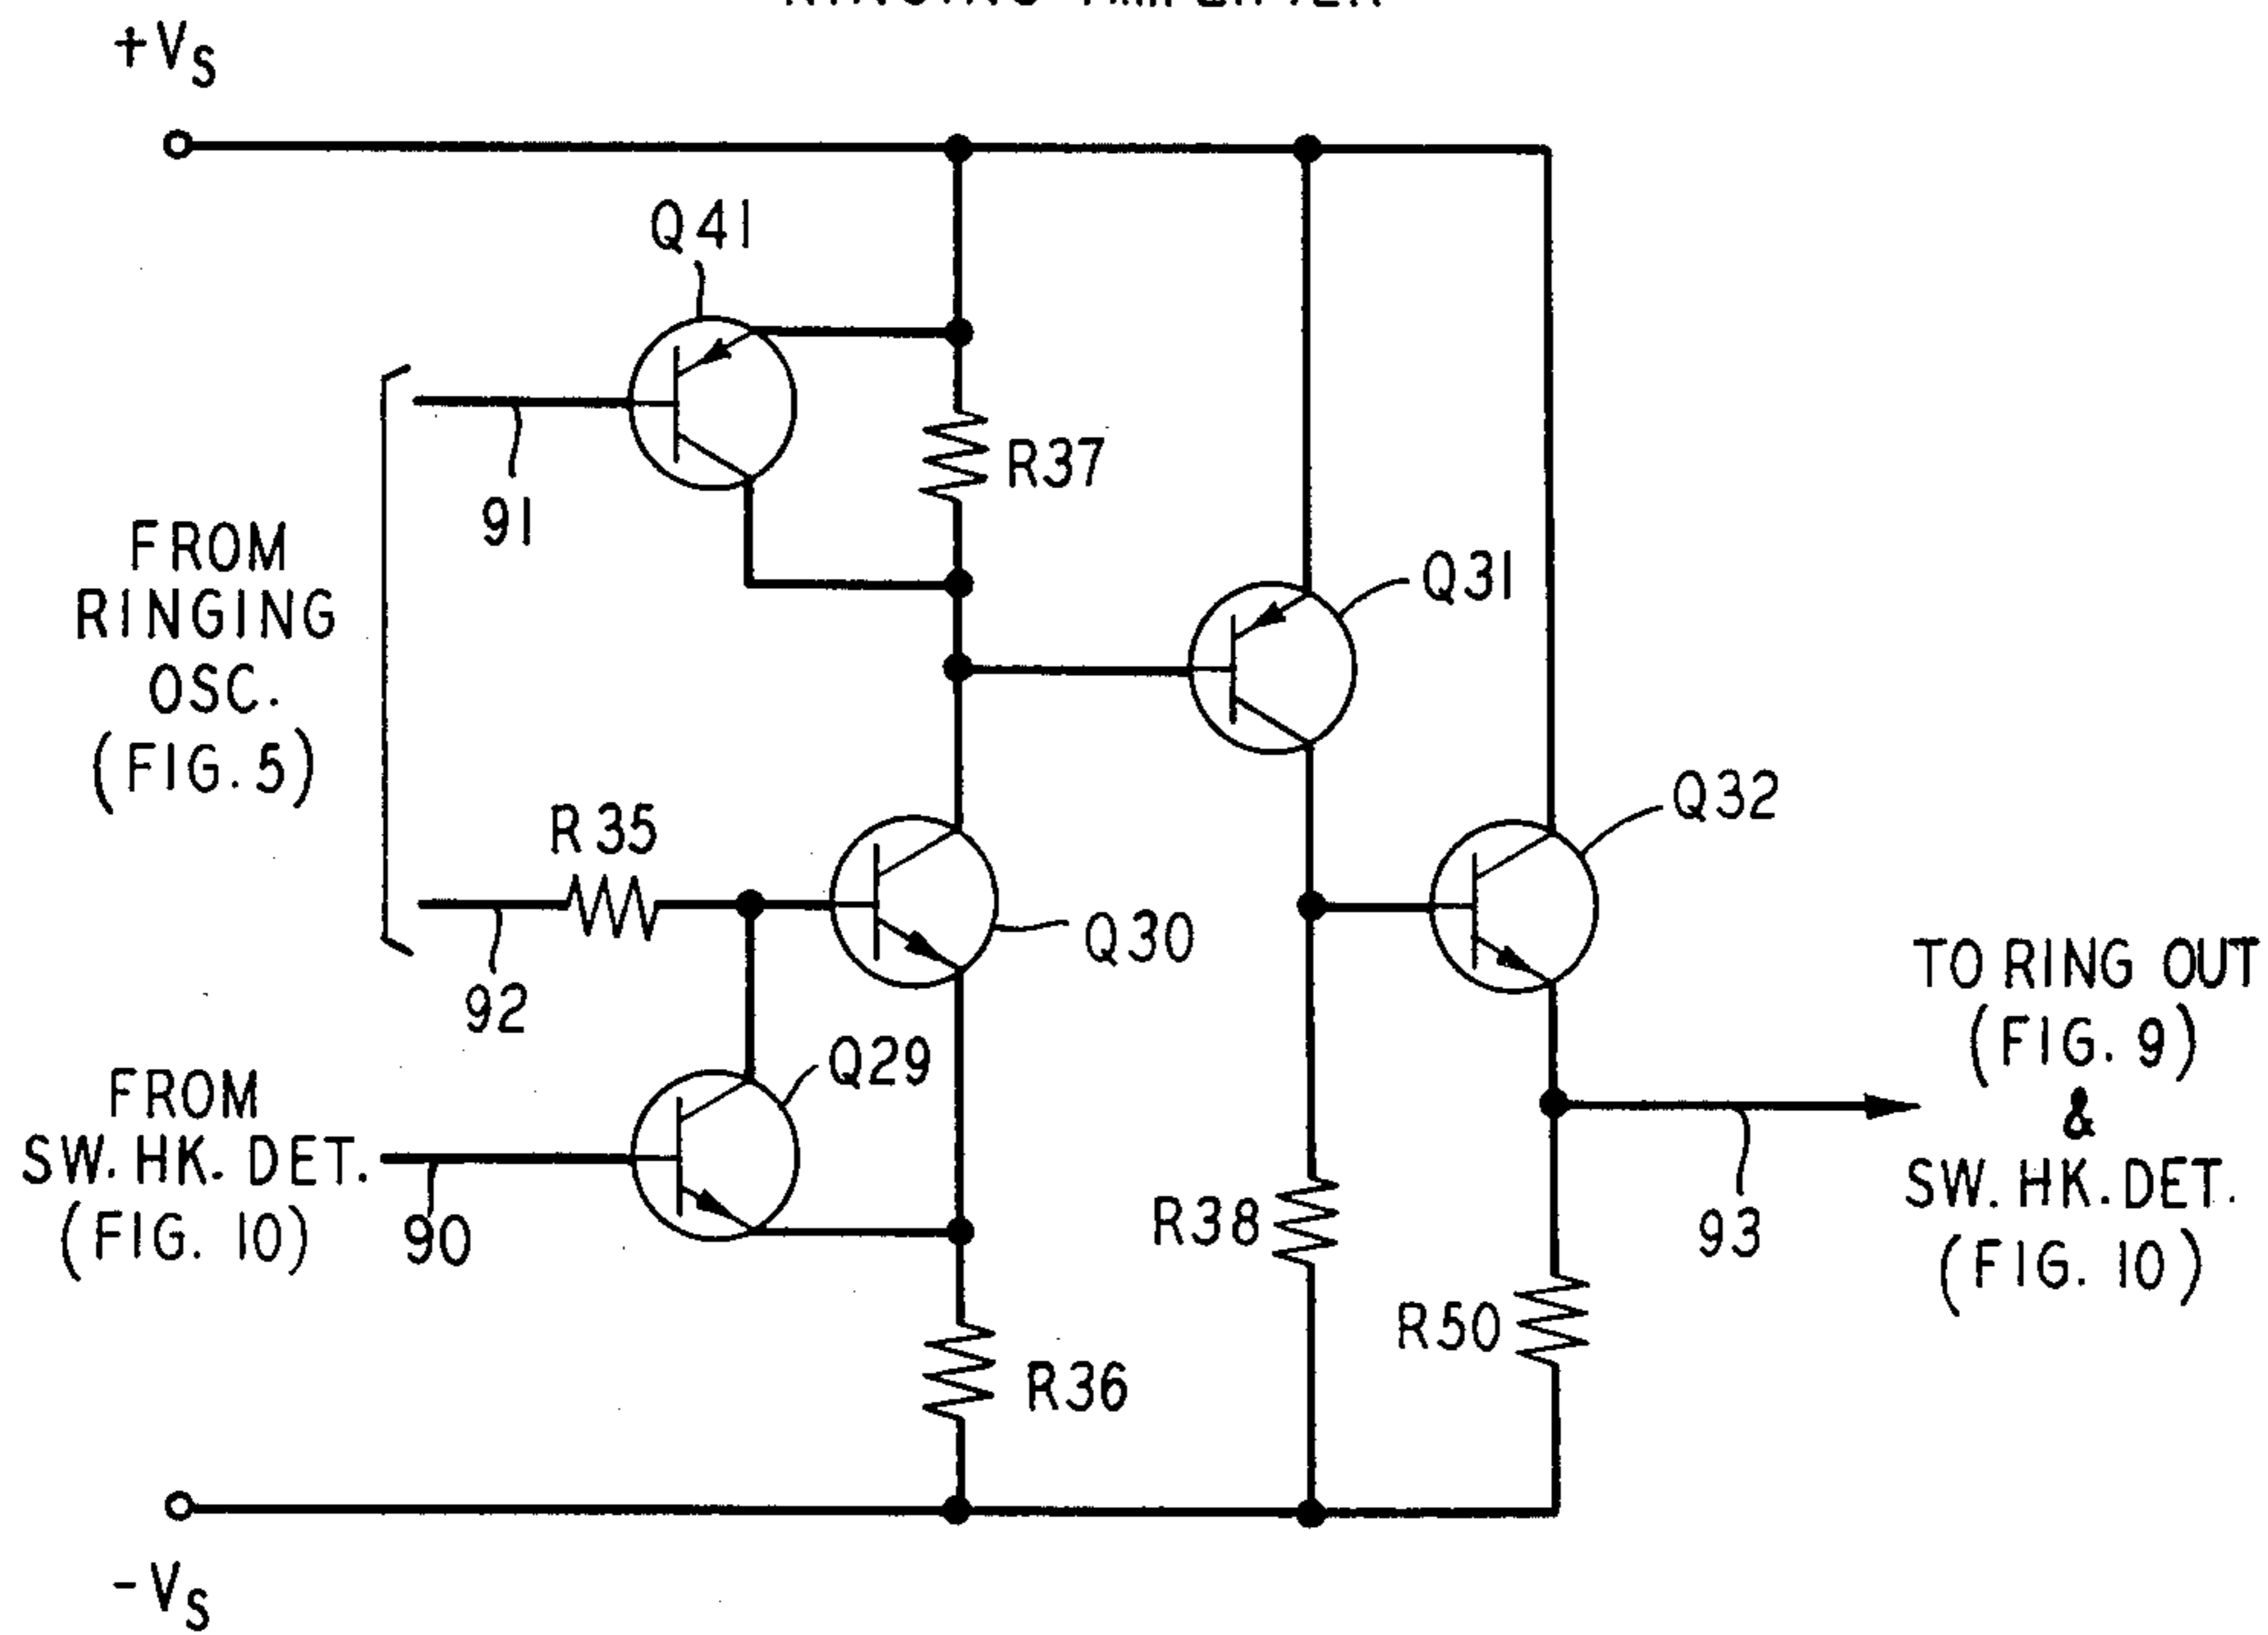 +VS
Q41
R37
91
FROM
RINGING
OSC.
(FIG. 5)
Q31
R35
Q32
Q30
92
TO RING OUT
(FIG. 9)
&
SW. HK. DET.
(FIG. 10)
Q29
FROM
SW. HK. DET.
(FIG. 10)
90
R38
93
R50
R36
-VS